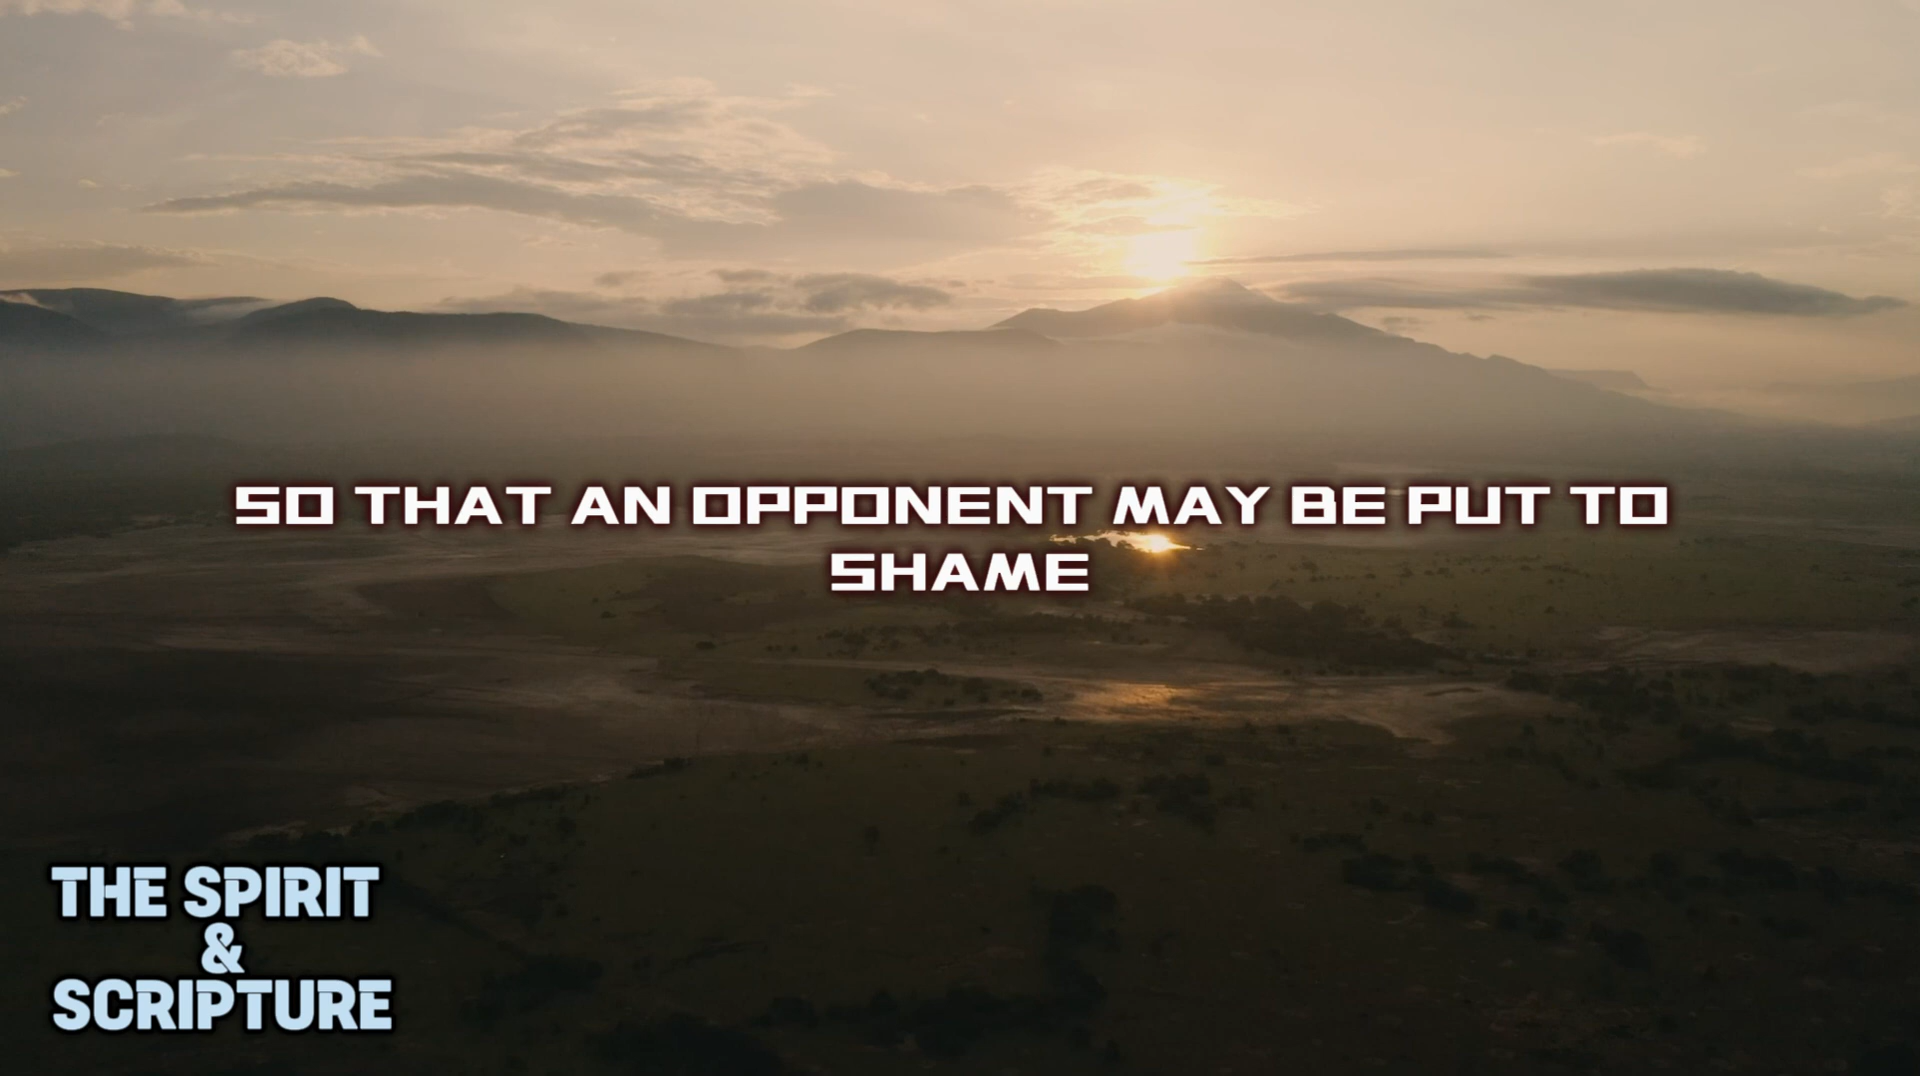 SO THAT AN OPPONENT MAY BE PUT TO
SHAME
THE SPIRIT
&
SCRIPTURE